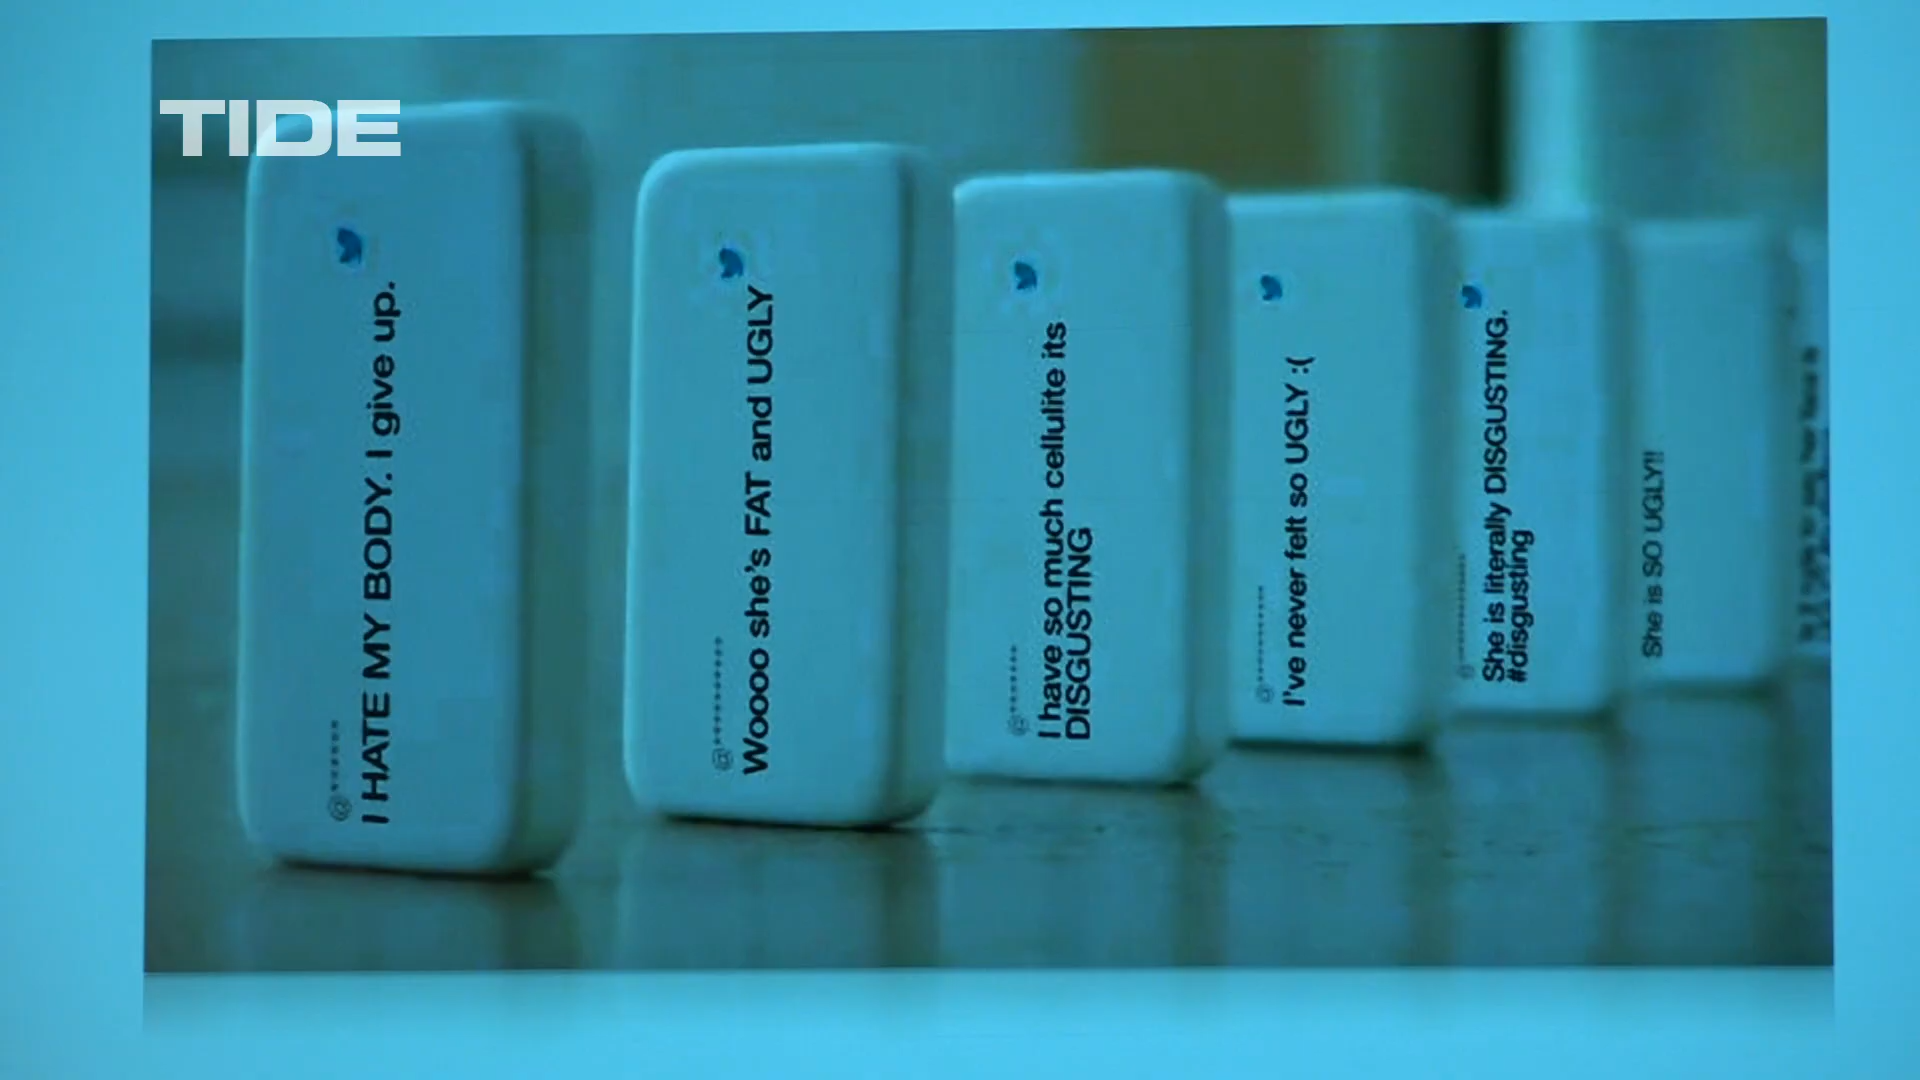 TIDE
@******
I HATE MY BODY. I give up.
@*********
Woooo she's FAT and UGLY
@*******
I have so much cellulite its
DISGUSTING
@*********
I've never felt so UGLY :(
She is literally DISGUSTING.
#disgusting
She is SO UGLY!!